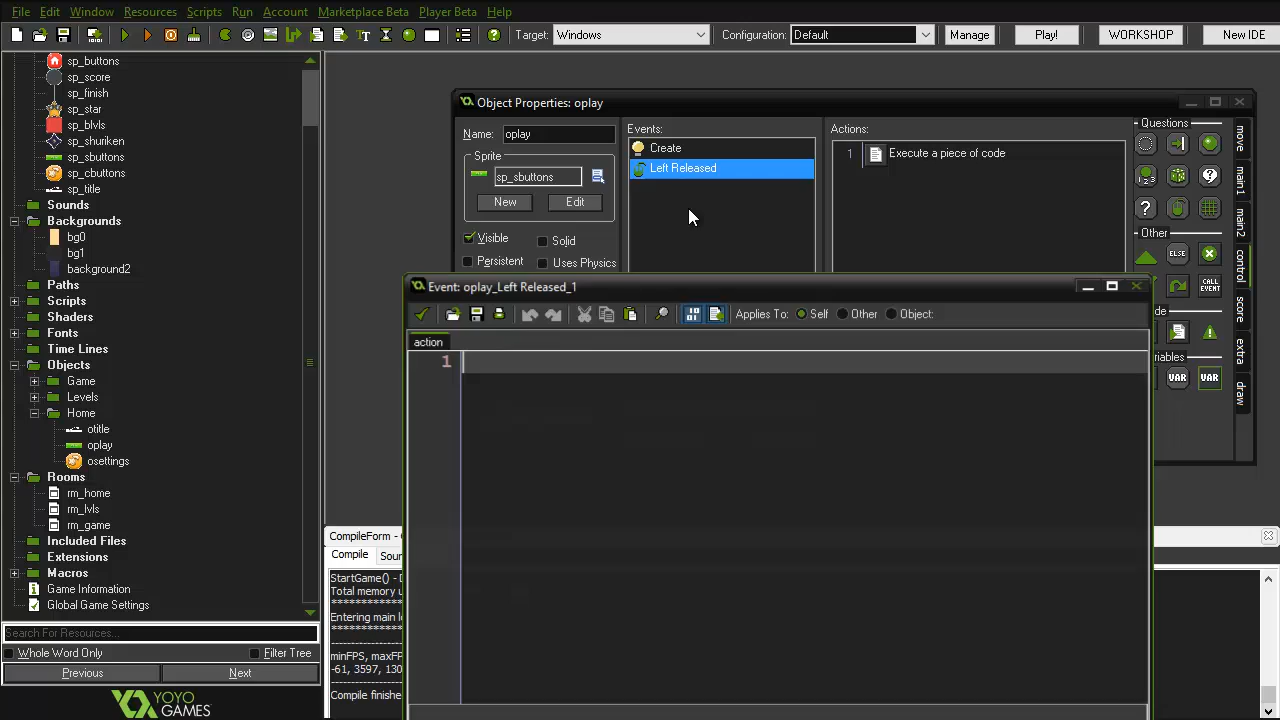 File Edit Window Resources Scripts Run Account Marketplace Beta Player Beta Help
Target: Windows Configuration: Default Manage Play! WORKSHOP New IDE
sp_buttons
sp_score
sp_finish
sp_star
sp_blvls
sp_shuriken
sp_sbuttons
sp_cbuttons
sp_title
Sounds
Backgrounds
bg0
bg1
background2
Paths
Scripts
Shaders
Fonts
Time Lines
Objects
Game
Levels
Home
otitle
oplay
osettings
Rooms
rm_home
rm_lvls
rm_game
Included Files
Extensions
Macros
Game Information
Global Game Settings
Search For Resources...
Whole Word Only Filter Tree
Previous Next
YOYO
GAMES
Object Properties: oplay
Name: oplay
Sprite
sp_sbuttons
New Edit
Visible Solid
Persistent Uses Physics
Events:
Create
Left Released
Actions:
1 Execute a piece of code
Questions
Other
ELSE
CALL
EVENT
VAR VAR
move
main1
main2
control
score
extra
draw
Event: oplay_Left Released_1
Applies To: Self Other Object:
action
1
CompileForm -
Compile
StartGame() -
Total memory u
Entering main l
minFPS, maxFP
-61, 3597, 130
Compile finishe